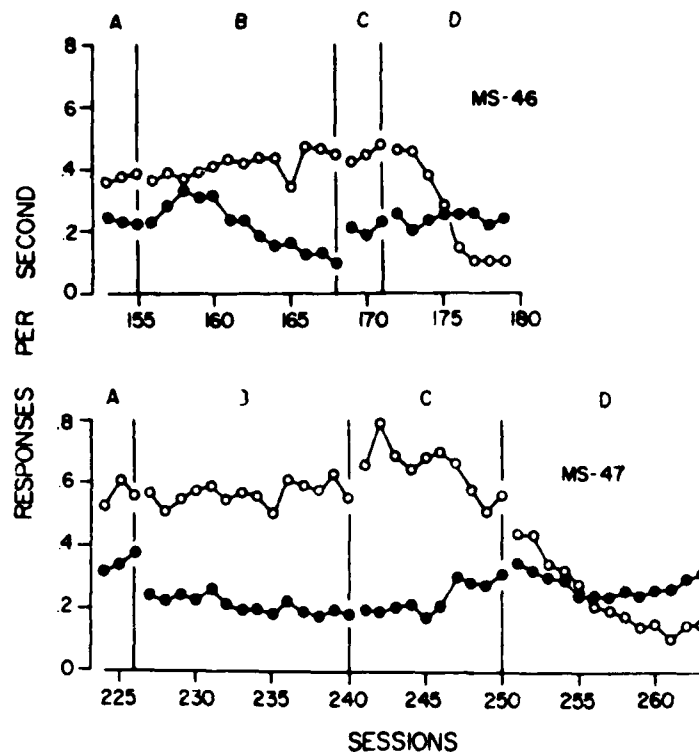 A B C D
.8
MS-46
.6
.4
.2
0
155 160 165 170 175 180
RESPONSES PER SECOND
A C D
.8
MS-47
.6
.4
.2
0
225 230 235 240 245 250 255 260
SESSIONS